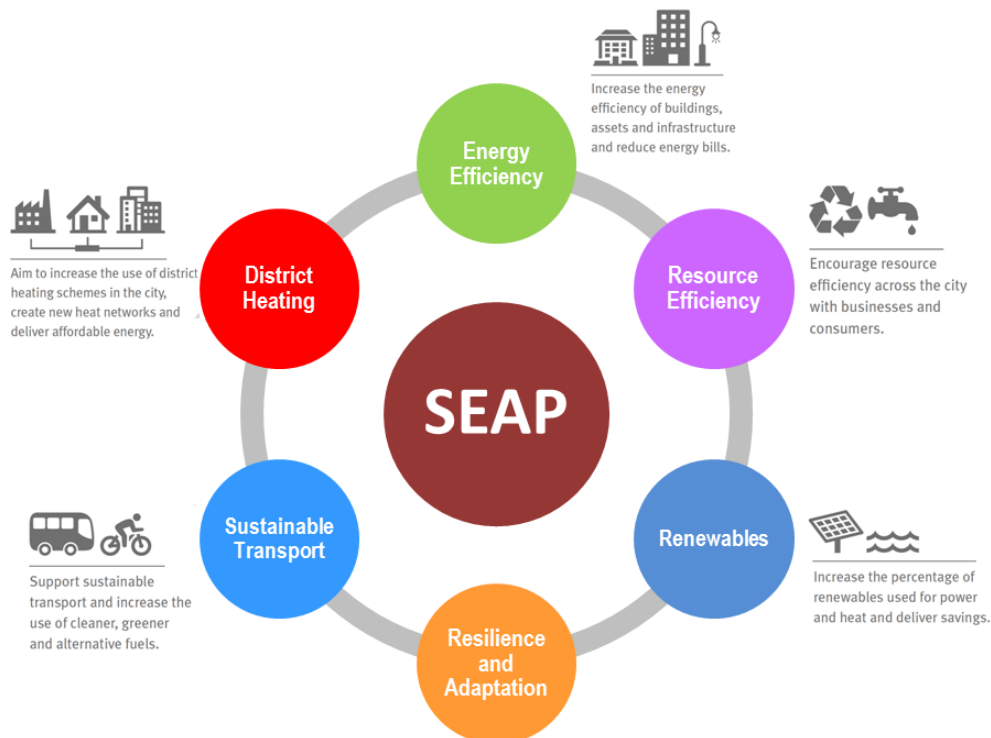 Increase the energy
efficiency of buildings,
assets and infrastructure
and reduce energy bills.
Energy
Efficiency
Aim to increase the use of district
heating schemes in the city,
create new heat networks and
deliver affordable energy.
District
Heating
Resource
Efficiency
Encourage resource
efficiency across the city
with businesses and
consumers.
SEAP
Support sustainable
transport and increase the
use of cleaner, greener
and alternative fuels.
Sustainable
Transport
Renewables
Increase the percentage of
renewables used for power
and heat and deliver savings.
Resilience
and
Adaptation